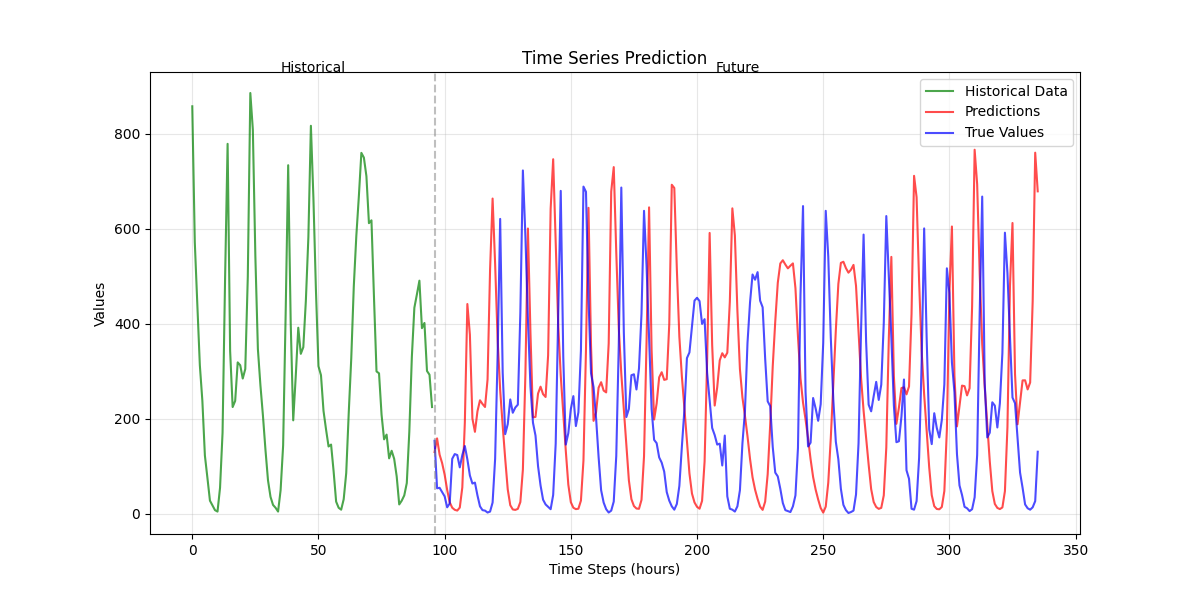 Time Series Prediction
Historical
Future
Historical Data
Predictions
True Values
Values
800
600
400
200
0
0
50
100
150
200
250
300
350
Time Steps (hours)